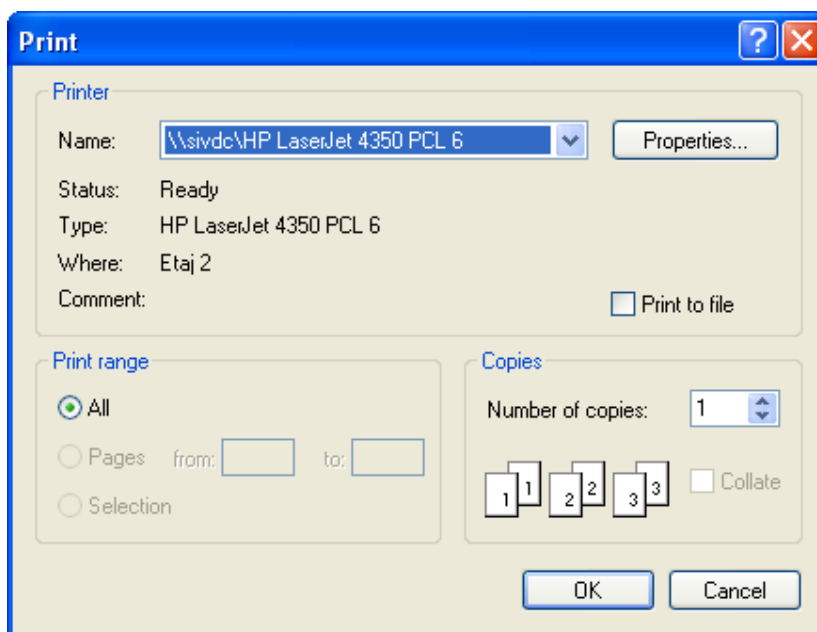 Print
Printer
Name: \\sivdc\HP LaserJet 4350 PCL 6 Properties...
Status: Ready
Type: HP LaserJet 4350 PCL 6
Where: Etaj 2
Comment: Print to file
Print range
All
Pages from: to:
Selection
Copies
Number of copies: 1
1 1 2 2 3 3 Collate
OK Cancel